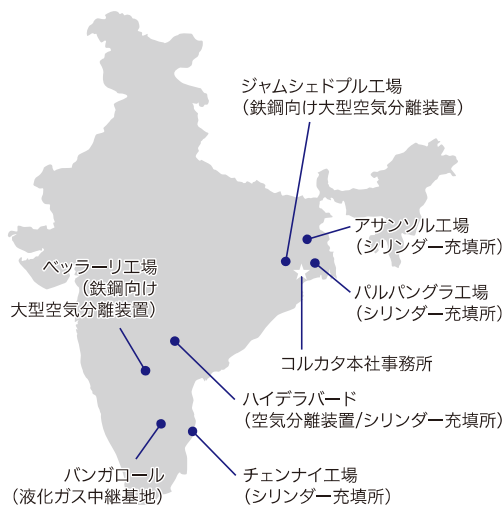 ジャムシェドプル工場
（鉄鋼向け大型空気分離装置）
アサンソル工場
（シリンダー充填所）
パルパングラ工場
（シリンダー充填所）
コルカタ本社事務所
ベッラーリ工場
（鉄鋼向け
大型空気分離装置）
ハイデラバード
（空気分離装置/シリンダー充填所）
バンガロール
（液化ガス中継基地）
チェンナイ工場
（シリンダー充填所）